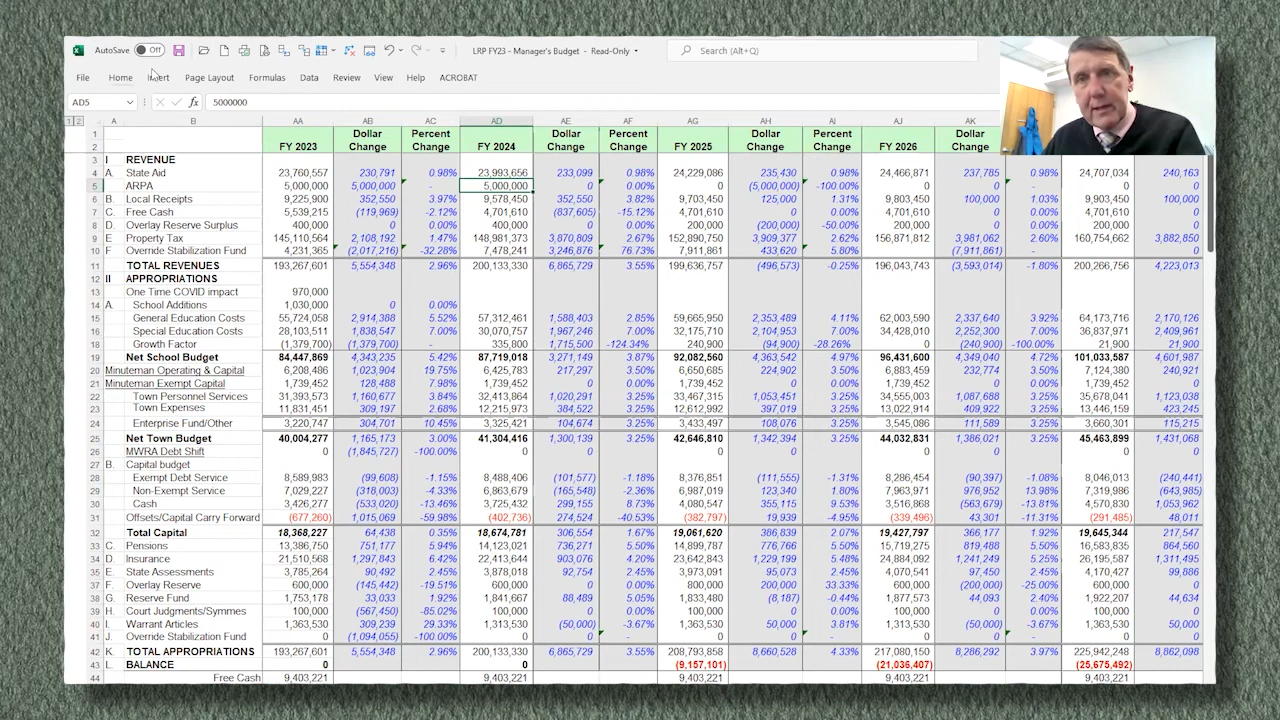 AutoSave Off LRP FY23 - Manager's Budget - Read-Only Search (Alt+Q)
File Home Insert Page Layout Formulas Data Review View Help ACROBAT
AD5 fx 5000000
1 2 A B AA AB AC AD AE AF AG AH AI AJ AK
1 Dollar Percent Dollar Percent Dollar Percent Dollar
2 FY 2023 Change Change FY 2024 Change Change FY 2025 Change Change FY 2026 Change
3 I REVENUE
4 A. State Aid 23,760,557 230,791 0.98% 23,993,656 233,099 0.98% 24,229,086 235,430 0.98% 24,466,871 237,785 0.98% 24,707,034 240,163
5 ARPA 5,000,000 5,000,000 - 5,000,000 0 0.00% 0 (5,000,000) -100.00% 0 0 - 0 0
6 B. Local Receipts 9,225,900 352,550 3.97% 9,578,450 352,550 3.82% 9,703,450 125,000 1.31% 9,803,450 100,000 1.03% 9,903,450 100,000
7 C. Free Cash 5,539,215 (119,969) -2.12% 4,701,610 (837,605) -15.12% 4,701,610 0 0.00% 4,701,610 0 0.00% 4,701,610 0
8 D. Overlay Reserve Surplus 400,000 0 0.00% 400,000 0 0.00% 200,000 (200,000) -50.00% 200,000 0 0.00% 200,000 0
9 E Property Tax 145,110,564 2,108,192 1.47% 148,981,373 3,870,809 2.67% 152,890,750 3,909,377 2.62% 156,871,812 3,981,062 2.60% 160,754,662 3,882,850
10 F Override Stabilization Fund 4,231,365 (2,017,216) -32.28% 7,478,241 3,246,876 76.73% 7,911,861 433,620 5.80% 0 (7,911,861) - 0 0
11 TOTAL REVENUES 193,267,601 5,554,348 2.96% 200,133,330 6,865,729 3.55% 199,636,757 (496,573) -0.25% 196,043,743 (3,593,014) -1.80% 200,266,756 4,223,013
12 II APPROPRIATIONS
13 One Time COVID impact 970,000
14 A. School Additions 1,030,000 0 0.00%
15 General Education Costs 55,724,058 2,914,388 5.52% 57,312,461 1,588,403 2.85% 59,665,950 2,353,489 4.11% 62,003,590 2,337,640 3.92% 64,173,716 2,170,126
16 Special Education Costs 28,103,511 1,838,547 7.00% 30,070,757 1,967,246 7.00% 32,175,710 2,104,953 7.00% 34,428,010 2,252,300 7.00% 36,837,971 2,409,961
18 Growth Factor (1,379,700) (1,379,700) - 335,800 1,715,500 -124.34% 240,900 (94,900) -28.26% 0 (240,900) -100.00% 21,900 21,900
19 Net School Budget 84,447,869 4,343,235 5.42% 87,719,018 3,271,149 3.87% 92,082,560 4,363,542 4.97% 96,431,600 4,349,040 4.72% 101,033,587 4,601,987
20 Minuteman Operating & Capital 6,208,486 1,023,904 19.75% 6,425,783 217,297 3.50% 6,650,685 224,902 3.50% 6,883,459 232,774 3.50% 7,124,380 240,921
21 Minuteman Exempt Capital 1,739,452 128,488 7.98% 1,739,452 0 0.00% 1,739,452 0 0.00% 1,739,452 0 0.00% 1,739,452 0
22 Town Personnel Services 31,393,573 1,160,677 3.84% 32,413,864 1,020,291 3.25% 33,467,315 1,053,451 3.25% 34,555,003 1,087,688 3.25% 35,678,041 1,123,038
23 Town Expenses 11,831,451 309,197 2.68% 12,215,973 384,522 3.25% 12,612,992 397,019 3.25% 13,022,914 409,922 3.25% 13,446,159 423,245
24 Enterprise Fund/Other 3,220,747 304,701 10.45% 3,325,421 104,674 3.25% 3,433,497 108,076 3.25% 3,545,086 111,589 3.25% 3,660,301 115,215
25 Net Town Budget 40,004,277 1,165,173 3.00% 41,304,416 1,300,139 3.25% 42,646,810 1,342,394 3.25% 44,032,831 1,386,021 3.25% 45,463,899 1,431,068
26 MWRA Debt Shift 0 (1,845,727) -100.00% 0 0 0.00% 0 0 0.00% 0 0 0.00% 0 0
27 B. Capital budget
28 Exempt Debt Service 8,589,983 (99,608) -1.15% 8,488,406 (101,577) -1.18% 8,376,851 (111,555) -1.31% 8,286,454 (90,397) -1.08% 8,046,013 (240,441)
29 Non-Exempt Service 7,029,227 (318,003) -4.33% 6,863,679 (165,548) -2.36% 6,987,019 123,340 1.80% 7,963,971 976,952 13.98% 7,319,986 (643,985)
30 Cash 3,426,277 (533,020) -13.46% 3,725,432 299,155 8.73% 4,080,547 355,115 9.53% 3,516,868 (563,679) -13.81% 4,570,830 1,053,962
31 Offsets/Capital Carry Forward (677,260) 1,015,069 -59.98% (402,736) 274,524 -40.53% (382,797) 19,939 -4.95% (339,496) 43,301 -11.31% (291,485) 48,011
32 Total Capital 18,368,227 64,438 0.35% 18,674,781 306,554 1.67% 19,061,620 386,839 2.07% 19,427,797 366,177 1.92% 19,645,344 217,547
33 C. Pensions 13,386,750 751,177 5.94% 14,123,021 736,271 5.50% 14,899,787 776,766 5.50% 15,719,275 819,488 5.50% 16,583,835 864,560
34 D. Insurance 21,510,568 1,297,843 6.42% 22,413,644 903,076 4.20% 23,642,843 1,229,199 5.48% 24,884,092 1,241,249 5.25% 26,195,587 1,311,495
35 E. State Assessments 3,785,264 90,492 2.45% 3,878,018 92,754 2.45% 3,973,091 95,073 2.45% 4,070,541 97,450 2.45% 4,170,427 99,886
37 F. Overlay Reserve 600,000 (145,442) -19.51% 600,000 0 0.00% 800,000 200,000 33.33% 600,000 (200,000) -25.00% 600,000 0
38 G. Reserve Fund 1,753,178 33,033 1.92% 1,841,667 88,489 5.05% 1,833,480 (8,187) -0.44% 1,877,573 44,093 2.40% 1,922,207 44,634
39 H. Court Judgments/Symmes 100,000 (567,450) -85.02% 100,000 0 0.00% 100,000 0 0.00% 100,000 0 0.00% 100,000 0
40 I. Warrant Articles 1,363,530 309,239 29.33% 1,313,530 (50,000) -3.67% 1,363,530 50,000 3.81% 1,313,530 (50,000) -3.67% 1,363,530 50,000
41 J. Override Stabilization Fund 0 (1,094,055) -100.00% 0 0 - 0 0 - 0 0 - 0 0
42 K. TOTAL APPROPRIATIONS 193,267,601 5,554,348 2.96% 200,133,330 6,865,729 3.55% 208,793,858 8,660,528 4.33% 217,080,150 8,286,292 3.97% 225,942,248 8,862,098
43 L. BALANCE 0 0 (9,157,101) (21,036,407) (25,675,492)
44 Free Cash 9,403,221 9,403,221 9,403,221 9,403,221 9,403,221